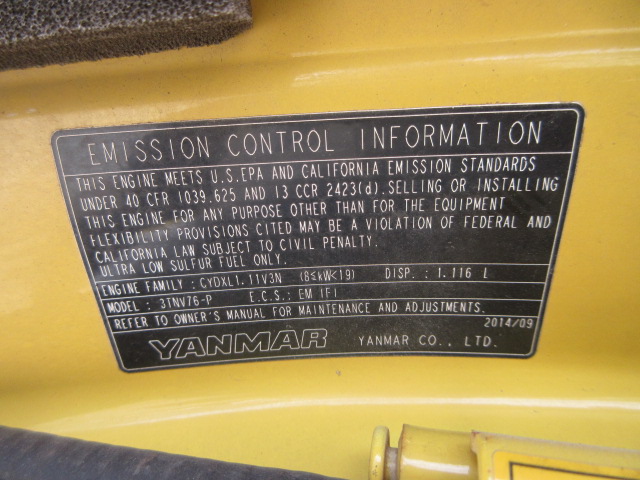 EMISSION CONTROL INFORMATION
THIS ENGINE MEETS U.S.EPA AND CALIFORNIA EMISSION STANDARDS
UNDER 40 CFR 1039.625 AND 13 CCR 2423(d).SELLING OR INSTALLING
THIS ENGINE FOR ANY PURPOSE OTHER THAN FOR THE EQUIPMENT
FLEXIBILITY PROVISIONS CITED MAY BE A VIOLATION OF FEDERAL AND
CALIFORNIA LAW SUBJECT TO CIVIL PENALTY.
ULTRA LOW SULFUR FUEL ONLY.
ENGINE FAMILY : CYDXL1.11V3N (8≤kW<19) DISP. : 1.116 L
MODEL : 3TNV76-P E.C.S. : EM IFI
REFER TO OWNER'S MANUAL FOR MAINTENANCE AND ADJUSTMENTS.
2014/09
YANMAR YANMAR CO., LTD.